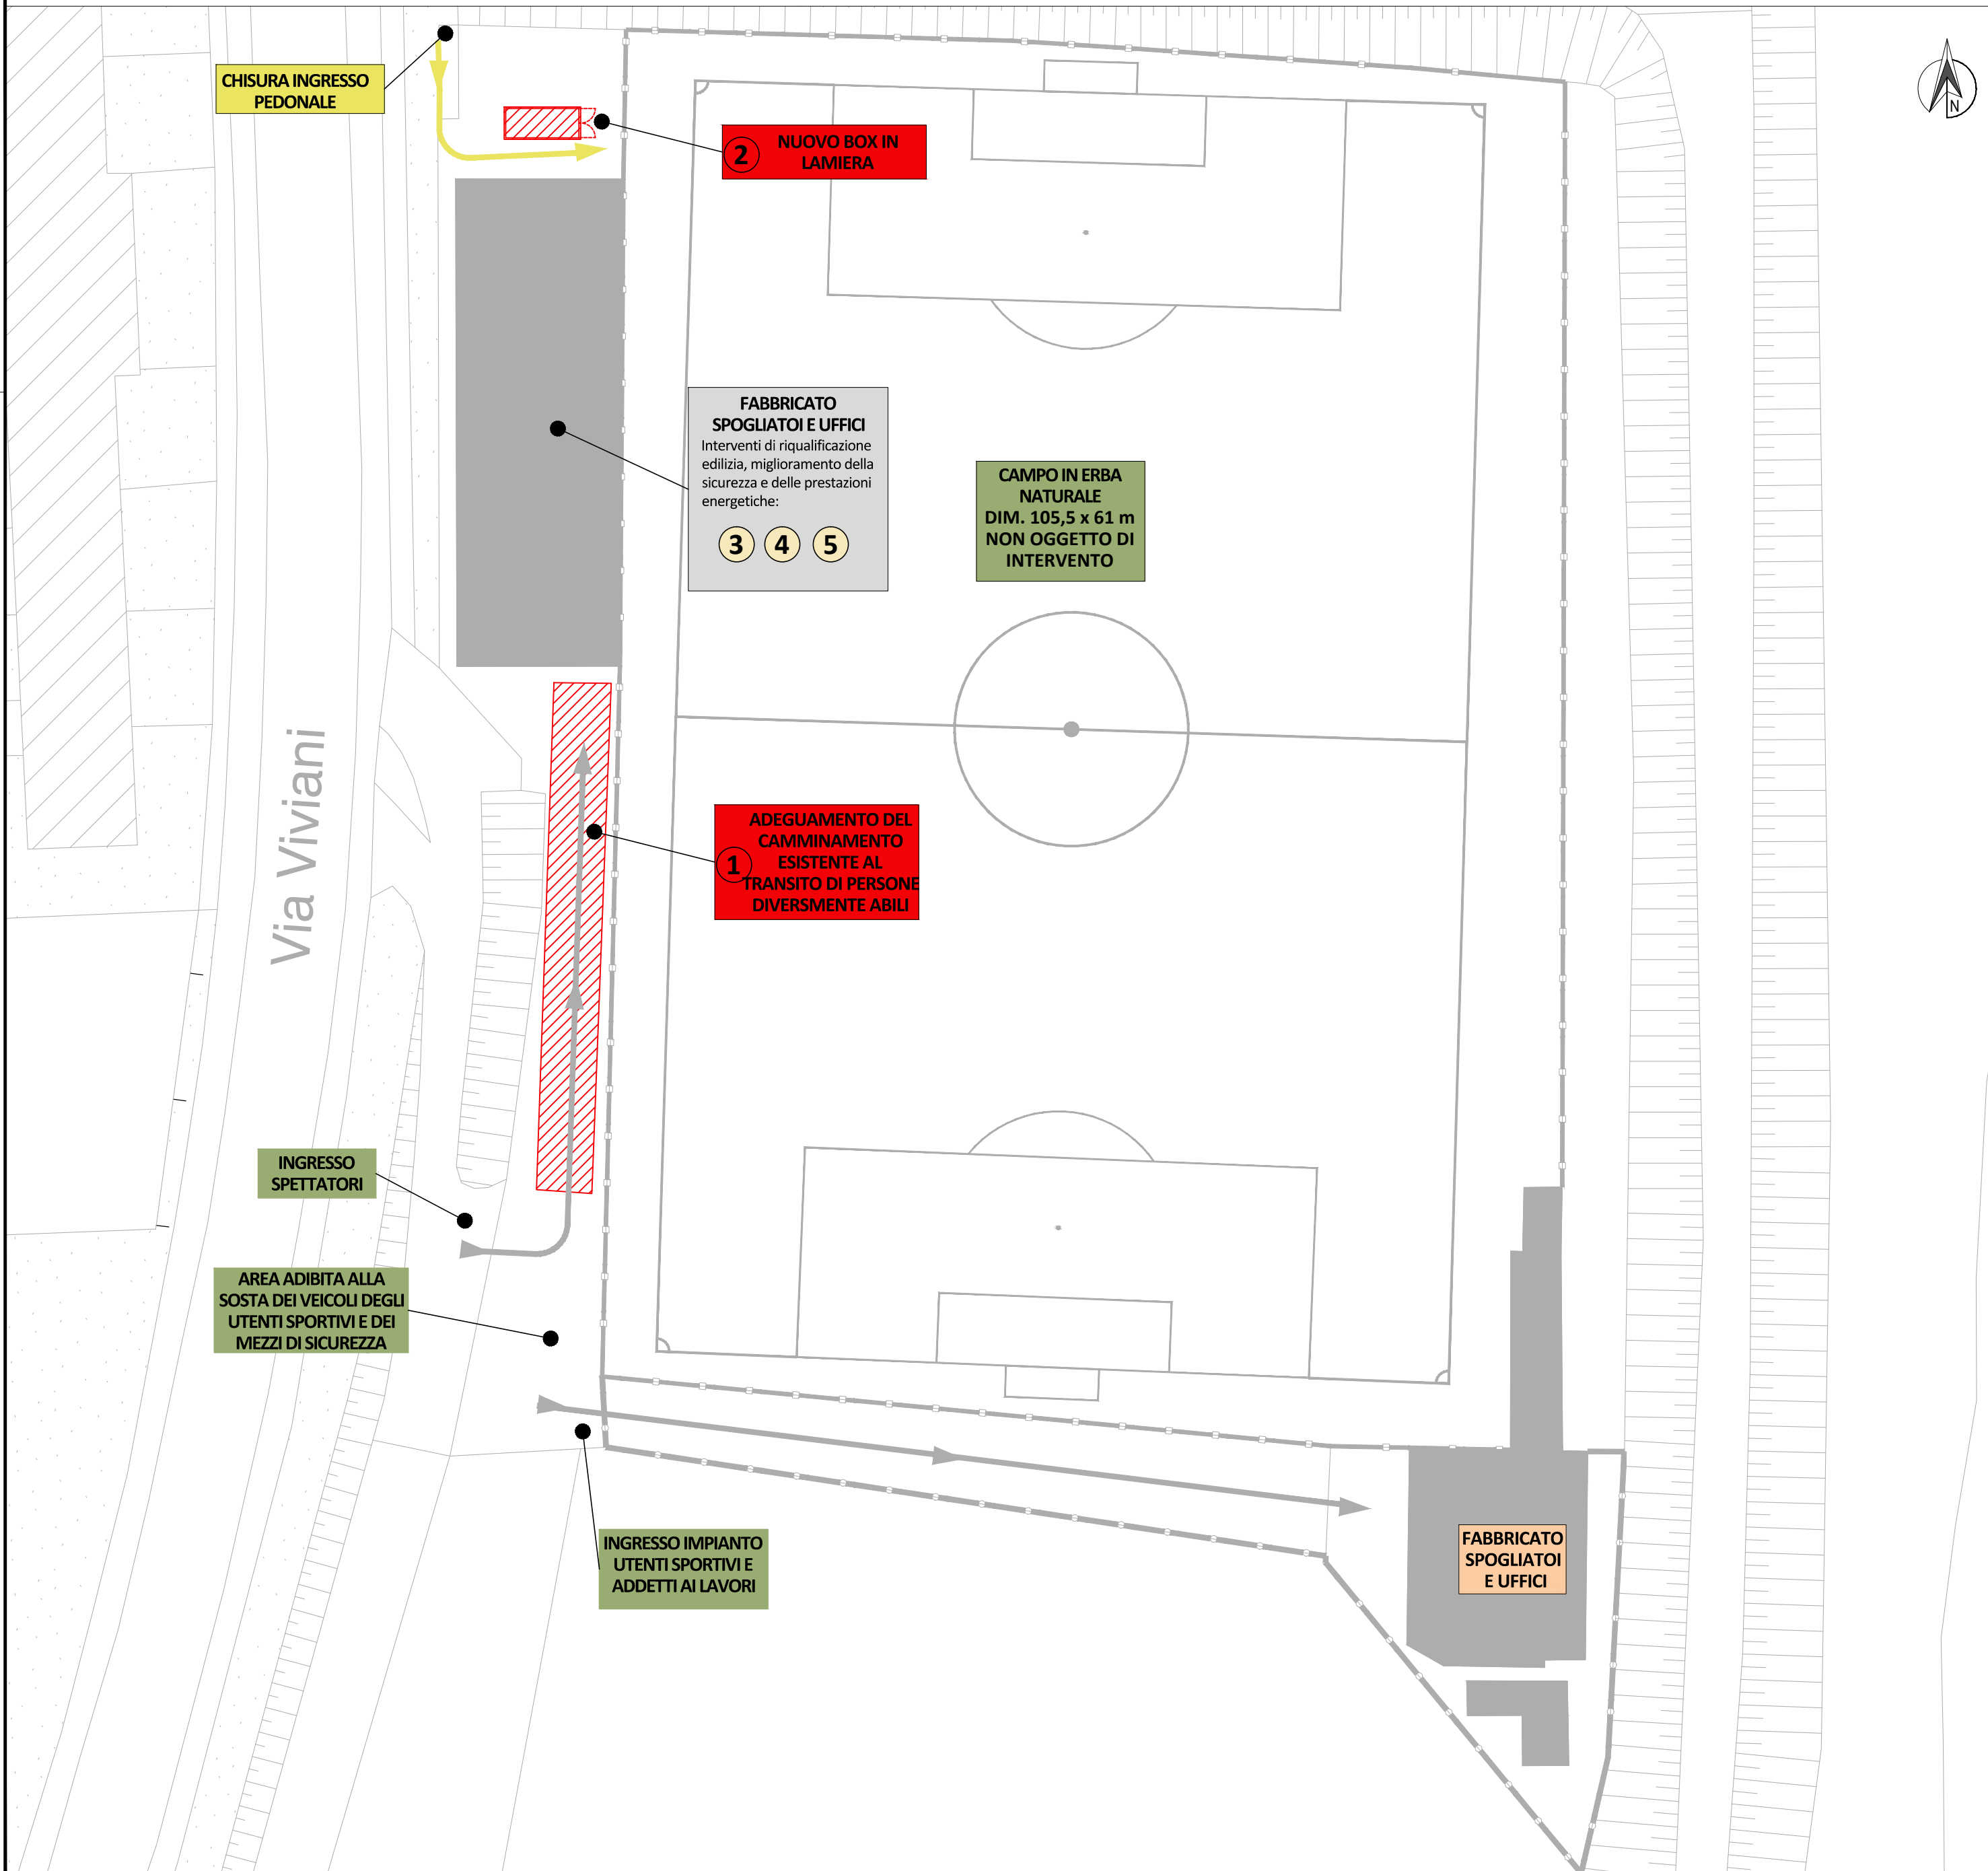 CHISURA INGRESSO
PEDONALE
N
2
NUOVO BOX IN
LAMIERA
FABBRICATO
SPOGLIATOI E UFFICI
Interventi di riqualificazione
edilizia, miglioramento della
sicurezza e delle prestazioni
energetiche:
3 4 5
CAMPO IN ERBA
NATURALE
DIM. 105,5 x 61 m
NON OGGETTO DI
INTERVENTO
Via Viviani
1
ADEGUAMENTO DEL
CAMMINAMENTO
ESISTENTE AL
TRANSITO DI PERSONE
DIVERSMENTE ABILI
INGRESSO
SPETTATORI
AREA ADIBITA ALLA
SOSTA DEI VEICOLI DEGLI
UTENTI SPORTIVI E DEI
MEZZI DI SICUREZZA
INGRESSO IMPIANTO
UTENTI SPORTIVI E
ADDETTI AI LAVORI
FABBRICATO
SPOGLIATOI
E UFFICI